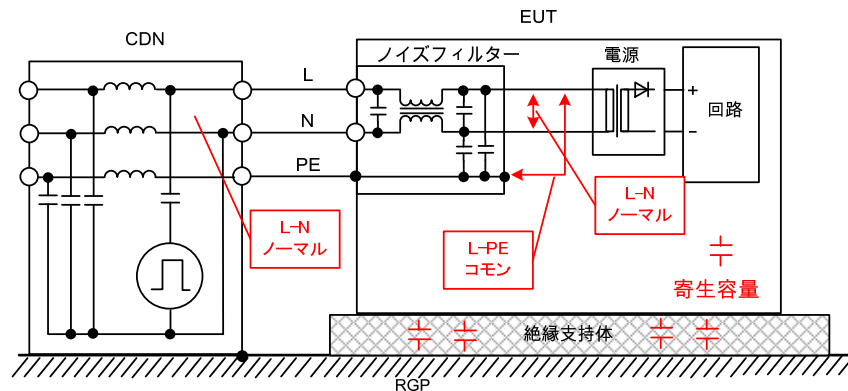 EUT
CDN
ノイズフィルター
電源
L
N
PE
+
−
回路
L−N
ノーマル
L−PE
コモン
L−N
ノーマル
寄生容量
絶縁支持体
RGP